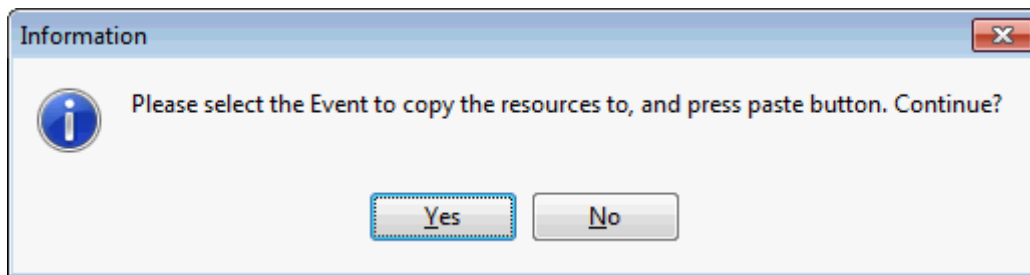 Information
Please select the Event to copy the resources to, and press paste button. Continue?
Yes
No